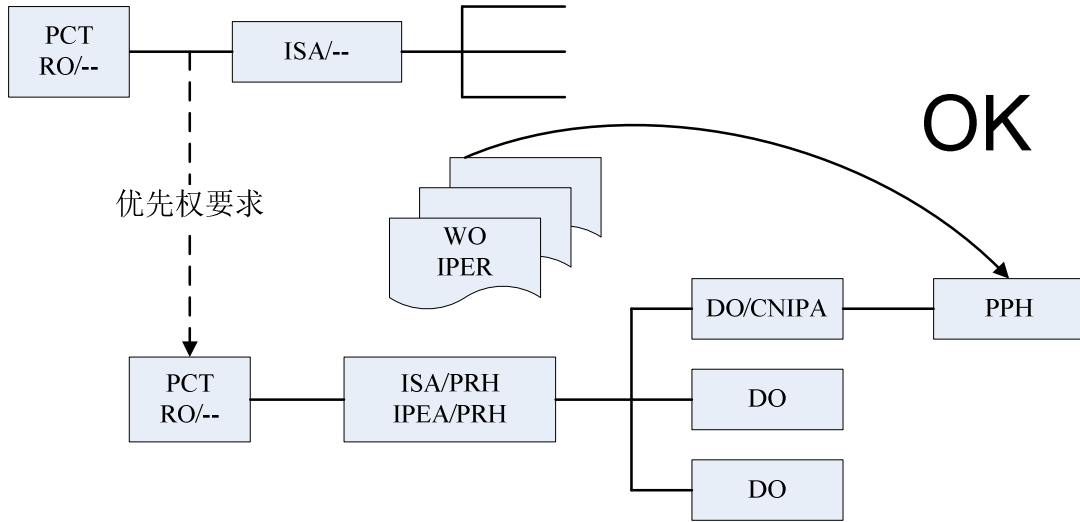 PCT
RO/--
ISA/--
OK
优先权要求
WO
IPER
DO/CNIPA
PPH
PCT
RO/--
ISA/PRH
IPEA/PRH
DO
DO